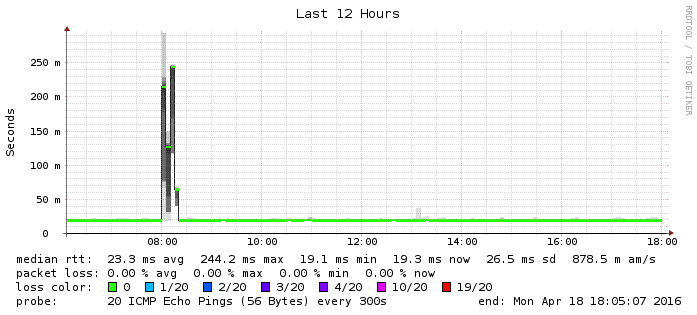 Last 12 Hours
RRDTOOL / TOBI OETIKER
Seconds
250 m
200 m
150 m
100 m
50 m
0
08:00 10:00 12:00 14:00 16:00 18:00
median rtt: 23.3 ms avg 244.2 ms max 19.1 ms min 19.3 ms now 26.5 ms sd 878.5 m am/s
packet loss: 0.00 % avg 0.00 % max 0.00 % min 0.00 % now
loss color: 0 1/20 2/20 3/20 4/20 10/20 19/20
probe: 20 ICMP Echo Pings (56 Bytes) every 300s end: Mon Apr 18 18:05:07 2016